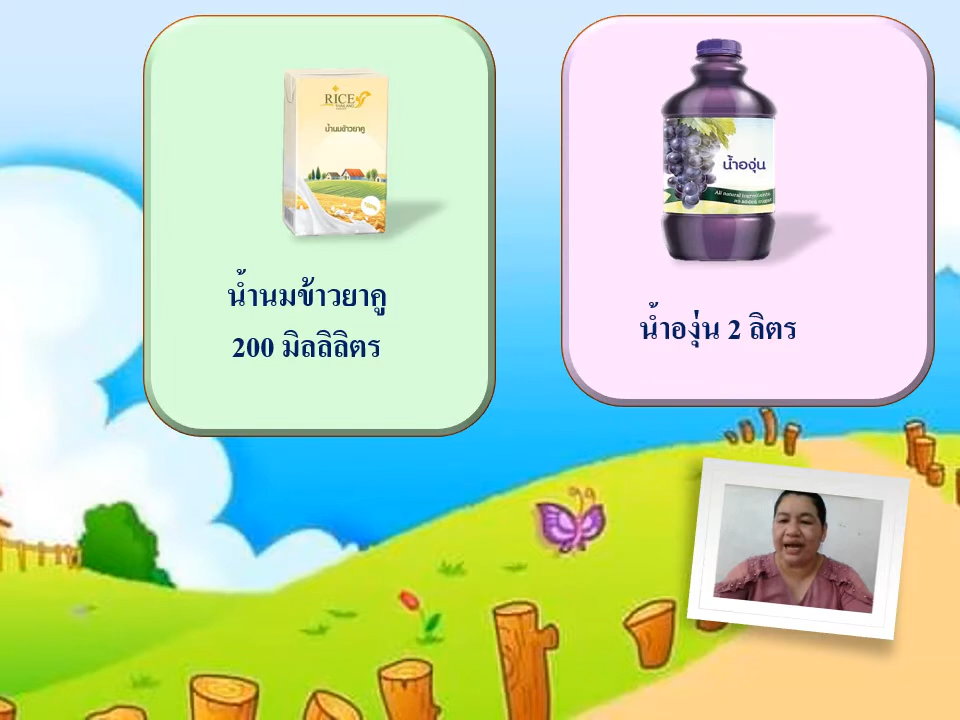 RICE
น้ำนมข้าวยาคู
น้ำนมข้าวยาคู
200 มิลลิลิตร
น้ำองุ่น
All natural
น้ำองุ่น 2 ลิตร